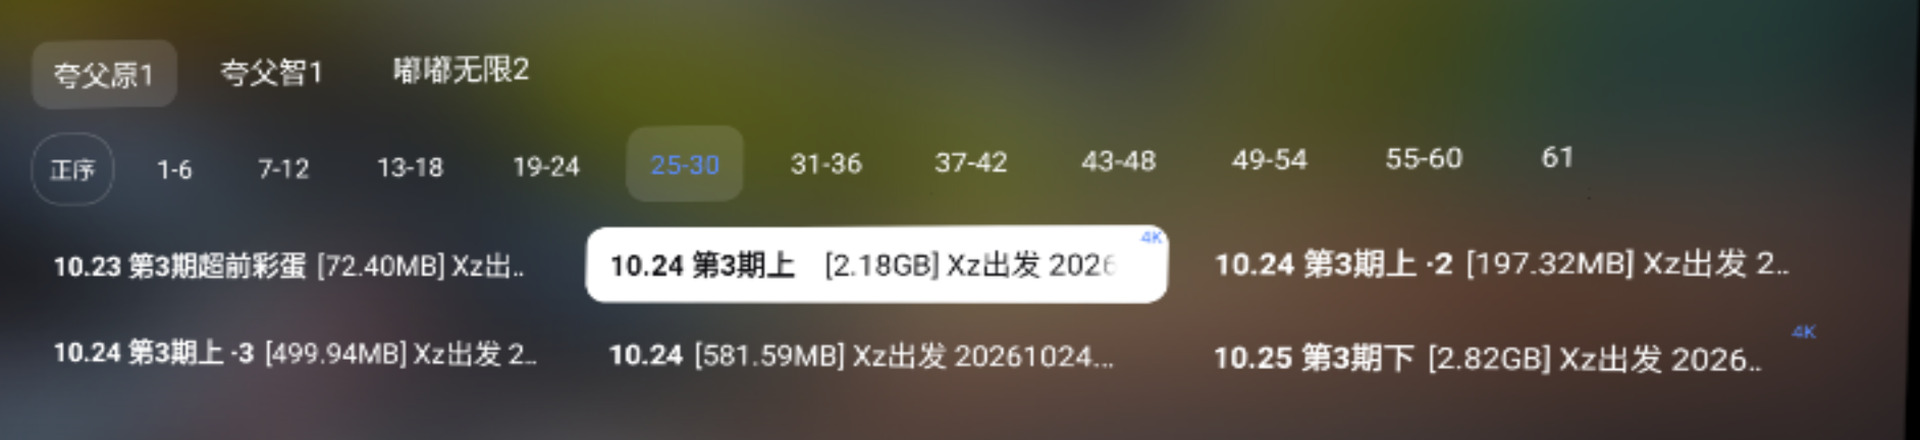 夸父原1 夸父智1 嘟嘟无限2
正序 1-6 7-12 13-18 19-24 25-30 31-36 37-42 43-48 49-54 55-60 61
10.23 第3期超前彩蛋 [72.40MB] Xz出..
10.24 第3期上 [2.18GB] Xz出发 2026
4K
10.24 第3期上 ·2 [197.32MB] Xz出发 2..
10.24 第3期上 ·3 [499.94MB] Xz出发 2..
10.24 [581.59MB] Xz出发 20261024...
10.25 第3期下 [2.82GB] Xz出发 2026..
4K